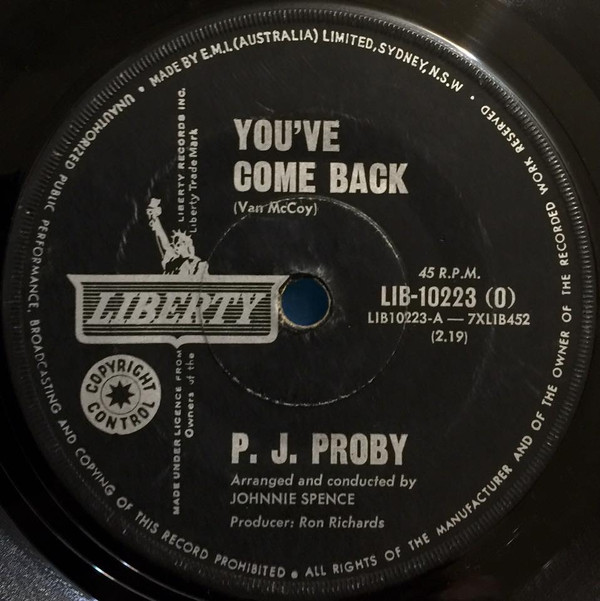 MADE BY E.M.I. (AUSTRALIA) LIMITED, SYDNEY, N.S.W •
UNAUTHORIZED PUBLIC PERFORMANCE, BROADCASTING AND COPYING OF THIS RECORD PROHIBITED • ALL RIGHTS OF THE MANUFACTURER AND OF THE OWNER OF THE RECORDED WORK RESERVED •
YOU'VE
COME BACK
(Van McCoy)
LIBERTY RECORDS INC.
Liberty Trade Mark
LIBERTY
MADE UNDER LICENCE FROM
Owners of the
COPYRIGHT
CONTROL
45 R.P.M.
LIB-10223 (O)
LIB10223-A — 7XLIB452
(2.19)
P. J. PROBY
Arranged and conducted by
JOHNNIE SPENCE
Producer: Ron Richards